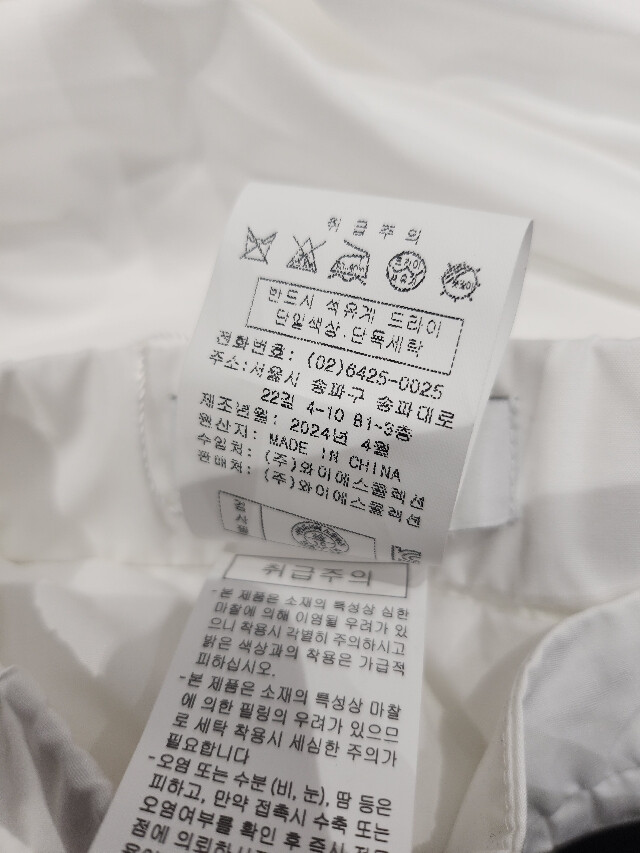 취급주의
반드시 석유계 드라이
단일색상:단독세탁
전화번호: (02)6425-0025
주소:서울시 송파구 송파대로
22길 4-10 B1~3층
제조년월: 2024년 4월
원산지: MADE IN CHINA
수입처: (주)와이에스콜렉션
판매처: (주)와이에스콜렉션
취급주의
-본 제품은 소재의 특성상 심한
마찰에 의해 이염될 우려가 있
으니 착용시 각별히 주의하시고
밝은 색상과의 착용은 가급적
피하십시오.
-본 제품은 소재의 특성상 마찰
에 의한 필링의 우려가 있으므
로 세탁 착용시 세심한 주의가
필요합니다
-오염 또는 수분(비,눈),땀 등은
피하고, 만약 접촉시 수축 또는
오염여부를 확인 후 즉시
점에 의뢰하시